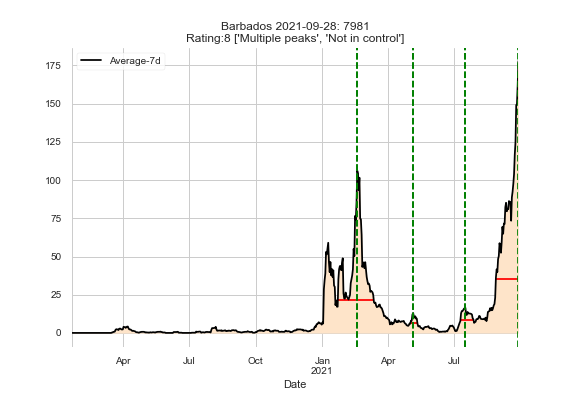 Barbados 2021-09-28: 7981
Rating:8 ['Multiple peaks', 'Not in control']
Average-7d
175
150
125
100
75
50
25
0
Apr
Jul
Oct
Jan
2021
Apr
Jul
Date